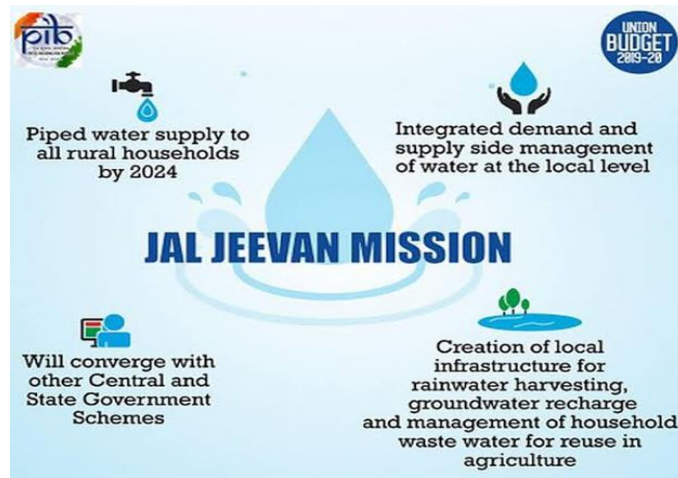 pib
UNION
BUDGET
2019-20
Piped water supply to
all rural households
by 2024
Integrated demand and
supply side management
of water at the local level
JAL JEEVAN MISSION
Will converge with
other Central and
State Government
Schemes
Creation of local
infrastructure for
rainwater harvesting,
groundwater recharge
and management of household
waste water for reuse in
agriculture